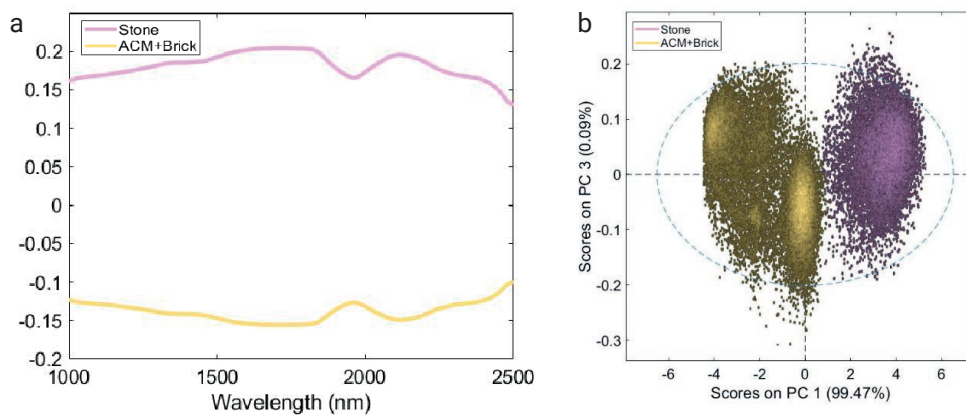 a
Stone
ACM+Brick
0.2
0.15
0.1
0.05
0
-0.05
-0.1
-0.15
-0.2
1000 1500 2000 2500
Wavelength (nm)
b
Stone
ACM+Brick
0.2
0.1
0
-0.1
-0.2
-0.3
Scores on PC 3 (0.09%)
-6 -4 -2 0 2 4 6
Scores on PC 1 (99.47%)